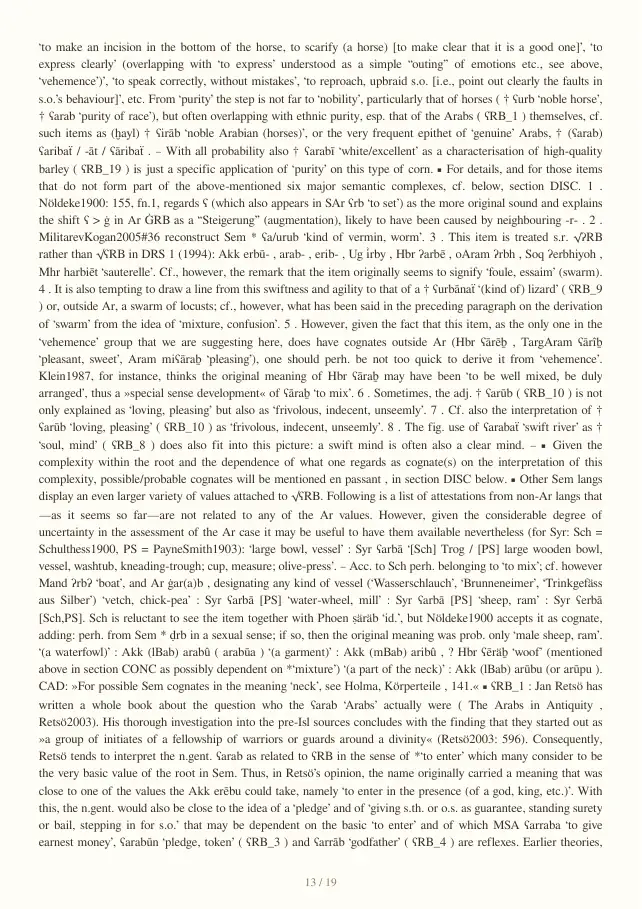 ‘to make an incision in the bottom of the horse, to scarify (a horse) [to make clear that it is a good one]’, ‘to
express clearly’ (overlapping with ‘to express’ understood as a simple “outing” of emotions etc., see above,
‘vehemence’)’, ‘to speak correctly, without mistakes’, ‘to reproach, upbraid s.o. [i.e., point out clearly the faults in
s.o.’s behaviour]’, etc. From ‘purity’ the step is not far to ‘nobility’, particularly that of horses ( † ʕurb ‘noble horse’,
† ʕarab ‘purity of race’), but often overlapping with ethnic purity, esp. that of the Arabs ( ʕRB_1 ) themselves, cf.
such items as (ḫayl) † ʕirāb ‘noble Arabian (horses)’, or the very frequent epithet of ‘genuine’ Arabs, † (ʕarab)
ʕaribaẗ / -āt / ʕāribaẗ . – With all probability also † ʕarabī ‘white/excellent’ as a characterisation of high-quality
barley ( ʕRB_19 ) is just a specific application of ‘purity’ on this type of corn. ▪ For details, and for those items
that do not form part of the above-mentioned six major semantic complexes, cf. below, section DISC. 1 .
Nöldeke1900: 155, fn.1, regards ʕ (which also appears in SAr ʕrb ‘to set’) as the more original sound and explains
the shift ʕ > ġ in Ar ĠRB as a “Steigerung” (augmentation), likely to have been caused by neighbouring -r- . 2 .
MilitarevKogan2005#36 reconstruct Sem * ʕa/urub ‘kind of vermin, worm’. 3 . This item is treated s.r. √ʔRB
rather than √ʕRB in DRS 1 (1994): Akk erbū- , arab- , erib- , Ug ỉrby , Hbr ʔarbē , oAram ʔrbh , Soq ʔerbhiyoh ,
Mhr harbiēt ‘sauterelle’. Cf., however, the remark that the item originally seems to signify ‘foule, essaim’ (swarm).
4 . It is also tempting to draw a line from this swiftness and agility to that of a † ʕurbānaẗ ‘(kind of) lizard’ ( ʕRB_9
) or, outside Ar, a swarm of locusts; cf., however, what has been said in the preceding paragraph on the derivation
of ‘swarm’ from the idea of ‘mixture, confusion’. 5 . However, given the fact that this item, as the only one in the
‘vehemence’ group that we are suggesting here, does have cognates outside Ar (Hbr ʕārēḇ , TargAram ʕārîḇ
‘pleasant, sweet’, Aram miʕāraḇ ‘pleasing’), one should perh. be not too quick to derive it from ‘vehemence’.
Klein1987, for instance, thinks the original meaning of Hbr ʕāraḇ may have been ‘to be well mixed, be duly
arranged’, thus a »special sense development« of ʕāraḇ ‘to mix’. 6 . Sometimes, the adj. † ʕarūb ( ʕRB_10 ) is not
only explained as ‘loving, pleasing’ but also as ‘frivolous, indecent, unseemly’. 7 . Cf. also the interpretation of †
ʕarūb ‘loving, pleasing’ ( ʕRB_10 ) as ‘frivolous, indecent, unseemly’. 8 . The fig. use of ʕarabaẗ ‘swift river’ as †
‘soul, mind’ ( ʕRB_8 ) does also fit into this picture: a swift mind is often also a clear mind. – ▪ Given the
complexity within the root and the dependence of what one regards as cognate(s) on the interpretation of this
complexity, possible/probable cognates will be mentioned en passant , in section DISC below. ▪ Other Sem langs
display an even larger variety of values attached to √ʕRB. Following is a list of attestations from non-Ar langs that
—as it seems so far—are not related to any of the Ar values. However, given the considerable degree of
uncertainty in the assessment of the Ar case it may be useful to have them available nevertheless (for Syr: Sch =
Schulthess1900, PS = PayneSmith1903): ‘large bowl, vessel’ : Syr ʕarbā ‘[Sch] Trog / [PS] large wooden bowl,
vessel, washtub, kneading-trough; cup, measure; olive-press’. – Acc. to Sch perh. belonging to ‘to mix’; cf. however
Mand ʔrbʔ ‘boat’, and Ar ġar(a)b , designating any kind of vessel (‘Wasserschlauch’, ‘Brunneneimer’, ‘Trinkgefäss
aus Silber’) ‘vetch, chick-pea’ : Syr ʕarbā [PS] ‘water-wheel, mill’ : Syr ʕarbā [PS] ‘sheep, ram’ : Syr ʕerbā
[Sch,PS]. Sch is reluctant to see the item together with Phoen ṣāräb ‘id.’, but Nöldeke1900 accepts it as cognate,
adding: perh. from Sem * ḍrb in a sexual sense; if so, then the original meaning was prob. only ‘male sheep, ram’.
‘(a waterfowl)’ : Akk (lBab) arabû ( arabūa ) ‘(a garment)’ : Akk (mBab) aribû , ? Hbr ʕērāḇ ‘woof’ (mentioned
above in section CONC as possibly dependent on *‘mixture’) ‘(a part of the neck)’ : Akk (lBab) arūbu (or arūpu ).
CAD: »For possible Sem cognates in the meaning ‘neck’, see Holma, Körperteile , 141.« ▪ ʕRB_1 : Jan Retsö has
written a whole book about the question who the ʕarab ‘Arabs’ actually were ( The Arabs in Antiquity ,
Retsö2003). His thorough investigation into the pre-Isl sources concludes with the finding that they started out as
»a group of initiates of a fellowship of warriors or guards around a divinity« (Retsö2003: 596). Consequently,
Retsö tends to interpret the n.gent. ʕarab as related to ʕRB in the sense of *‘to enter’ which many consider to be
the very basic value of the root in Sem. Thus, in Retsö’s opinion, the name originally carried a meaning that was
close to one of the values the Akk erēbu could take, namely ‘to enter in the presence (of a god, king, etc.)’. With
this, the n.gent. would also be close to the idea of a ‘pledge’ and of ‘giving s.th. or o.s. as guarantee, standing surety
or bail, stepping in for s.o.’ that may be dependent on the basic ‘to enter’ and of which MSA ʕarraba ‘to give
earnest money’, ʕarabūn ‘pledge, token’ ( ʕRB_3 ) and ʕarrāb ‘godfather’ ( ʕRB_4 ) are reflexes. Earlier theories,
13 / 19